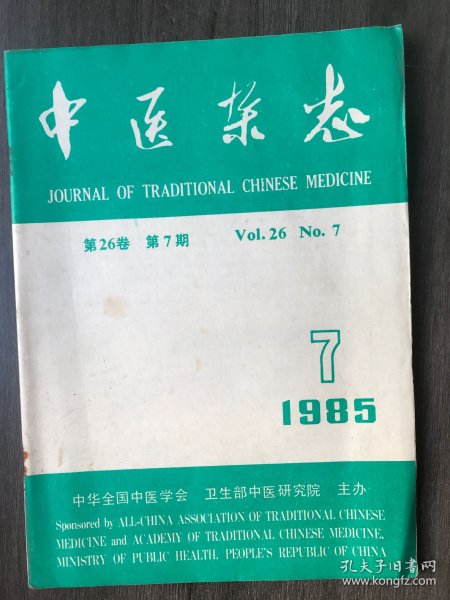 中医杂志
JOURNAL OF TRADITIONAL CHINESE MEDICINE
第26卷 第7期 Vol.26 No.7
7
1985
中华全国中医学会 卫生部中医研究院 主办
Sponsored by ALL-CHINA ASSOCIATION OF TRADITIONAL CHINESE
MEDICINE and ACADEMY OF TRADITIONAL CHINESE MEDICINE,
MINISTRY OF PUBLIC HEALTH, PEOPLE'S REPUBLIC OF CHINA
孔夫子旧书网
kongfz.com